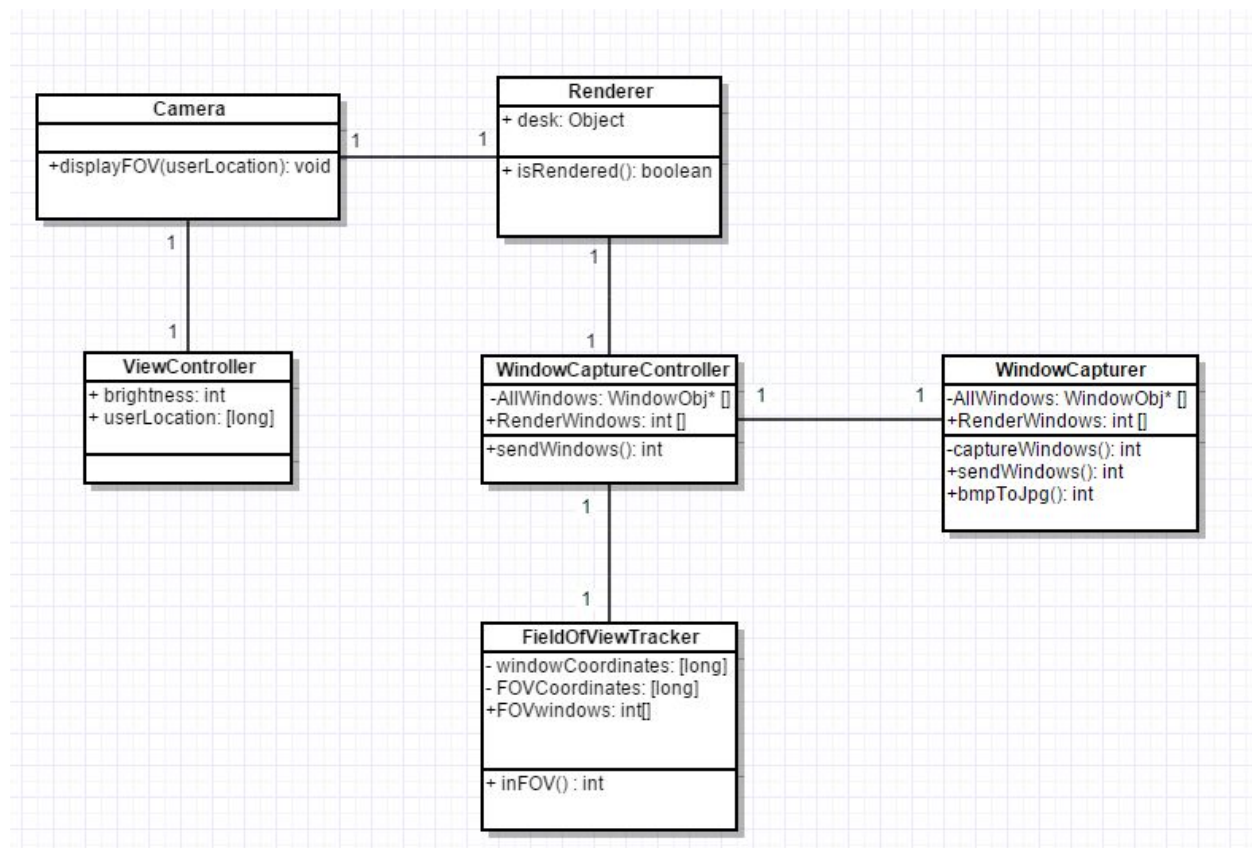 Camera
+displayFOV(userLocation): void
1
1
Renderer
+ desk: Object
+ isRendered(): boolean
1
1
ViewController
+ brightness: int
+ userLocation: [long]
1
1
WindowCaptureController
-AllWindows: WindowObj* []
+RenderWindows: int []
+sendWindows(): int
1
1
WindowCapturer
-AllWindows: WindowObj* []
+RenderWindows: int []
-captureWindows(): int
+sendWindows(): int
+bmpToJpg(): int
1
1
FieldOfViewTracker
- windowCoordinates: [long]
- FOVCoordinates: [long]
+FOVwindows: int[]
+ inFOV() : int